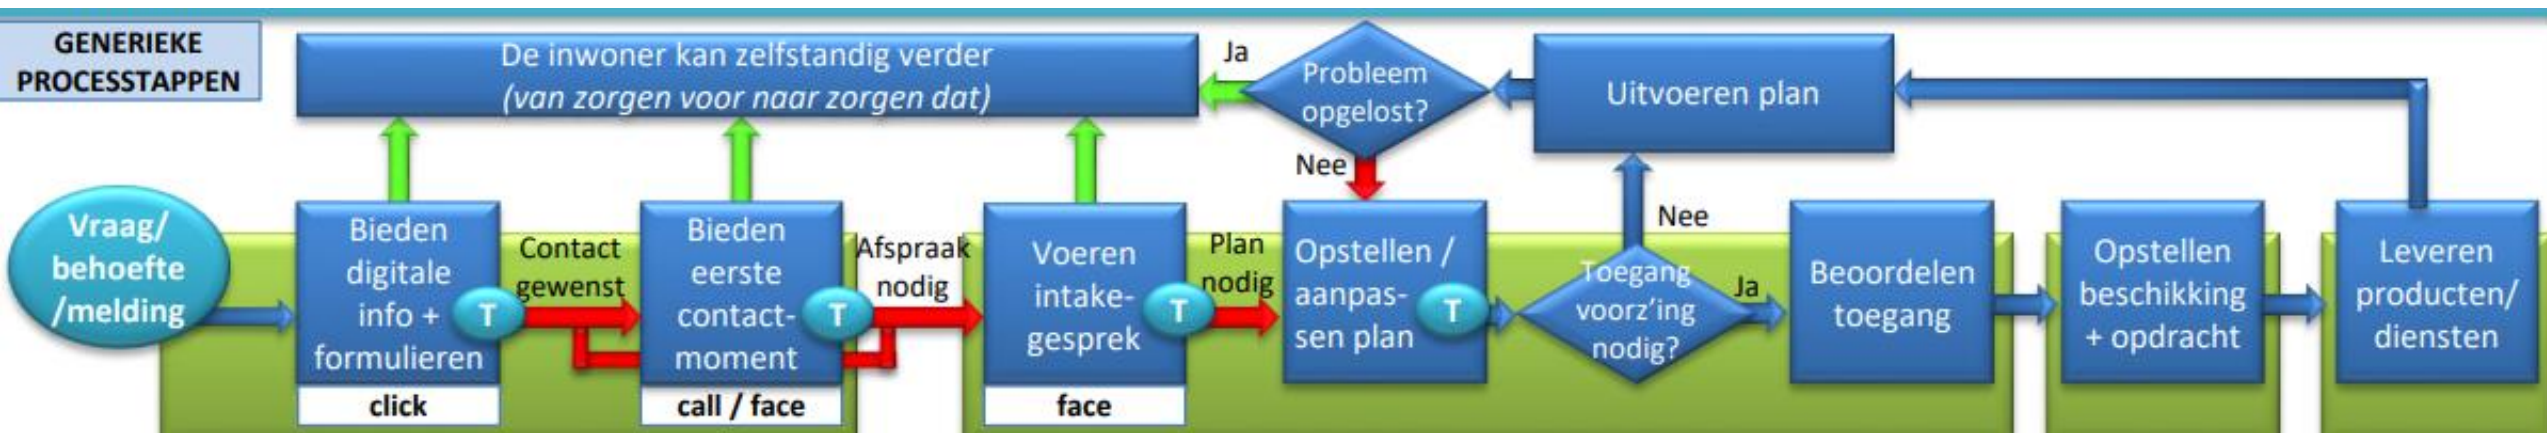 GENERIEKE
PROCESSTAPPEN
De inwoner kan zelfstandig verder
(van zorgen voor naar zorgen dat)
Ja
Probleem
opgelost?
Nee
Uitvoeren plan
Vraag/
behoefte
/melding
Bieden
digitale
info +
formulieren
T
click
Contact
gewenst
Bieden
eerste
contact-
moment
T
call / face
Afspraak
nodig
Voeren
intake-
gesprek
T
face
Plan
nodig
Opstellen /
aanpas-
sen plan
T
Toegang
voorz'ing
nodig?
Nee
Ja
Beoordelen
toegang
Opstellen
beschikking
+ opdracht
Leveren
producten/
diensten